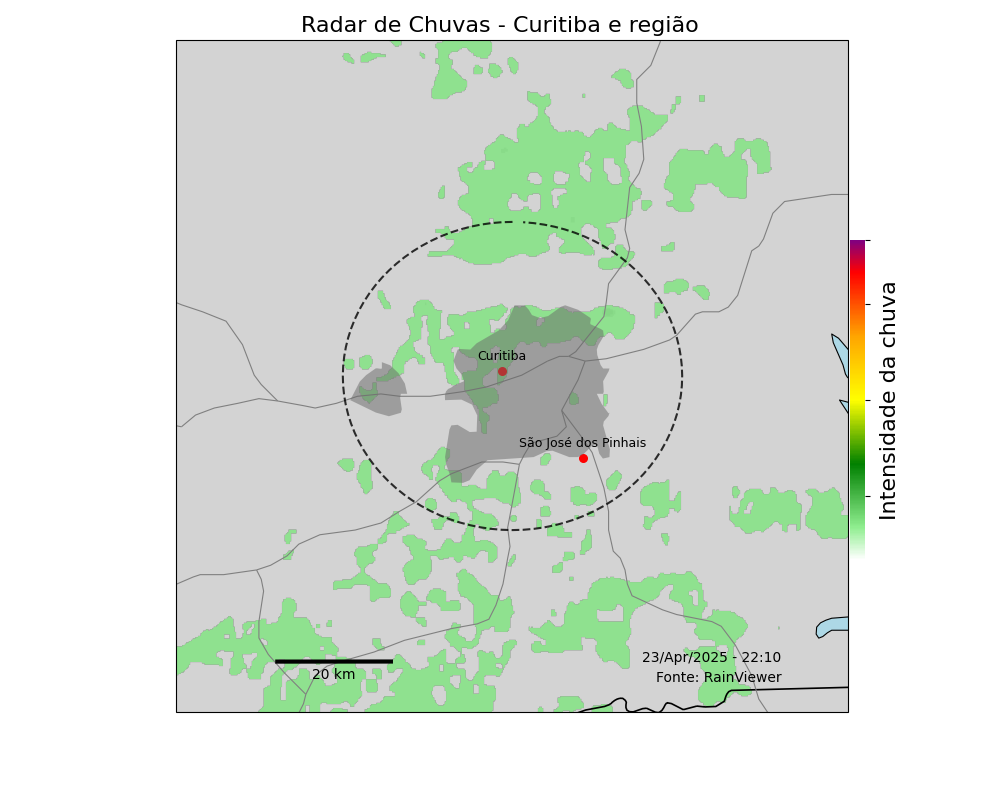 Radar de Chuvas - Curitiba e região
Curitiba
São José dos Pinhais
Intensidade da chuva
23/Apr/2025 - 22:10
Fonte: RainViewer
20 km